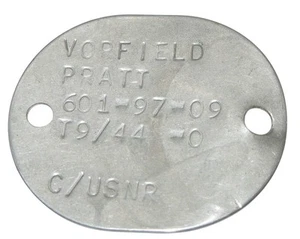 VORFIELD
PRATT
601-97-09
T9/44 -O
C/USNR